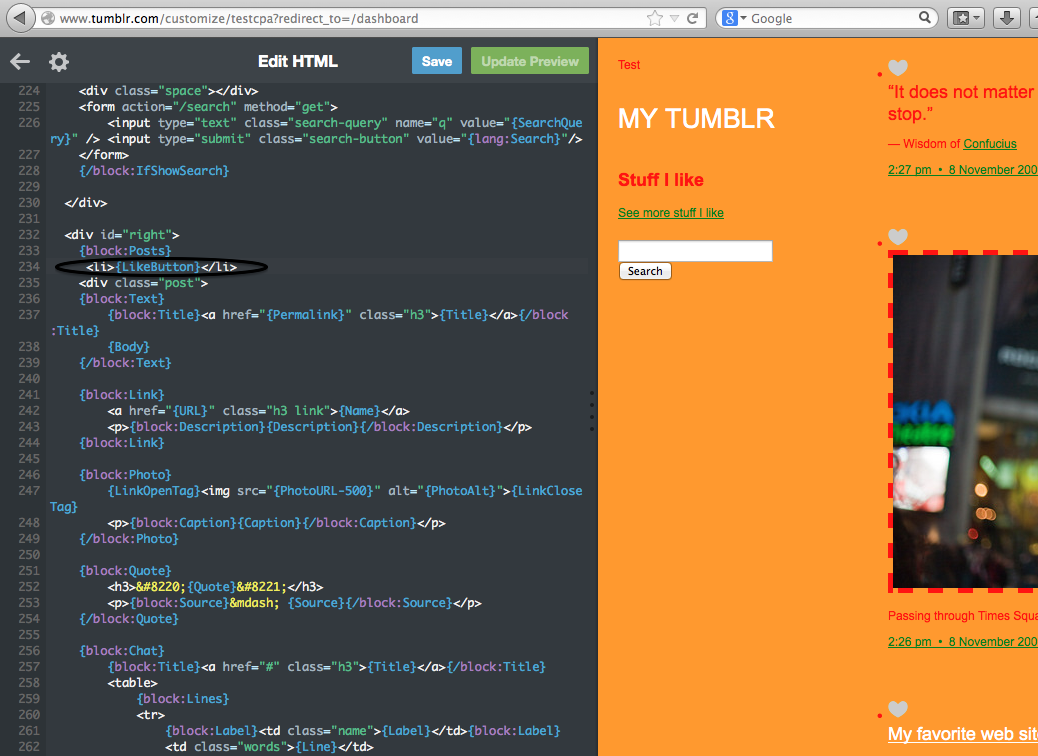 www.tumblr.com/customize/testcpa?redirect_to=/dashboard
Google
Edit HTML
Save
Update Preview
224 <div class="space"></div>
225 <form action="/search" method="get">
226 <input type="text" class="search-query" name="q" value="{SearchQue
ry}" /> <input type="submit" class="search-button" value="{lang:Search}"/>
227 </form>
228 {/block:IfShowSearch}
229
230 </div>
231
232 <div id="right">
233 {block:Posts}
234 <li>{LikeButton}</li>
235 <div class="post">
236 {block:Text}
237 {block:Title}<a href="{Permalink}" class="h3">{Title}</a>{/block
:Title}
238 {Body}
239 {/block:Text}
240
241 {block:Link}
242 <a href="{URL}" class="h3 link">{Name}</a>
243 <p>{block:Description}{Description}{/block:Description}</p>
244 {block:Link}
245
246 {block:Photo}
247 {LinkOpenTag}<img src="{PhotoURL-500}" alt="{PhotoAlt}">{LinkClose
Tag}
248 <p>{block:Caption}{Caption}{/block:Caption}</p>
249 {/block:Photo}
250
251 {block:Quote}
252 <h3>&#8220;{Quote}&#8221;</h3>
253 <p>{block:Source}&mdash; {Source}{/block:Source}</p>
254 {/block:Quote}
255
256 {block:Chat}
257 {block:Title}<a href="#" class="h3">{Title}</a>{/block:Title}
258 <table>
259 {block:Lines}
260 <tr>
261 {block:Label}<td class="name">{Label}</td>{block:Label}
262 <td class="words">{Line}</td>
Test
MY TUMBLR
Stuff I like
See more stuff I like
Search
“It does not matter
stop.”
— Wisdom of Confucius
2:27 pm • 8 November 200
Passing through Times Squa
2:26 pm • 8 November 200
My favorite web sit